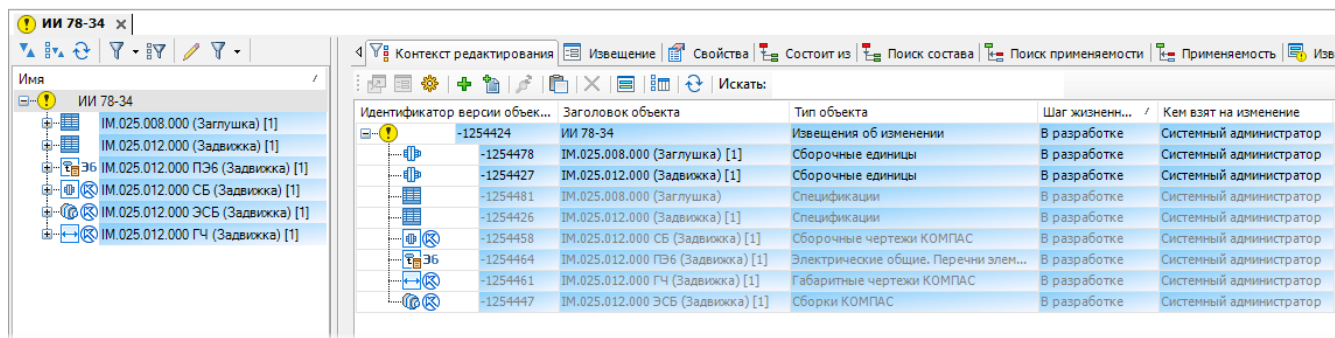 ИИ 78-34
Контекст редактирования Извещение Свойства Состоит из Поиск состава Поиск применяемости Применяемость Изв
Имя
ИИ 78-34
IM.025.008.000 (Заглушка) [1]
IM.025.012.000 (Задвижка) [1]
Э6 IM.025.012.000 ПЭ6 (Задвижка) [1]
IM.025.012.000 СБ (Задвижка) [1]
IM.025.012.000 ЭСБ (Задвижка) [1]
IM.025.012.000 ГЧ (Задвижка) [1]
Искать:
Идентификатор версии объек... Заголовок объекта Тип объекта Шаг жизненн... Кем взят на изменение
-1254424 ИИ 78-34 Извещения об изменении В разработке Системный администратор
-1254478 IM.025.008.000 (Заглушка) [1] Сборочные единицы В разработке Системный администратор
-1254427 IM.025.012.000 (Задвижка) [1] Сборочные единицы В разработке Системный администратор
-1254481 IM.025.008.000 (Заглушка) Спецификации В разработке Системный администратор
-1254426 IM.025.012.000 (Задвижка) [1] Спецификации В разработке Системный администратор
-1254458 IM.025.012.000 СБ (Задвижка) [1] Сборочные чертежи КОМПАС В разработке Системный администратор
Э6 -1254464 IM.025.012.000 ПЭ6 (Задвижка) [1] Электрические общие. Перечни элем... В разработке Системный администратор
-1254461 IM.025.012.000 ГЧ (Задвижка) [1] Габаритные чертежи КОМПАС В разработке Системный администратор
-1254447 IM.025.012.000 ЭСБ (Задвижка) [1] Сборки КОМПАС В разработке Системный администратор